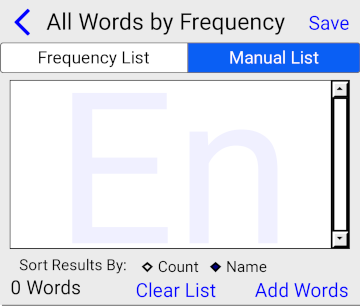 All Words by Frequency Save
Frequency List Manual List
En
Sort Results By: Count Name
0 Words Clear List Add Words